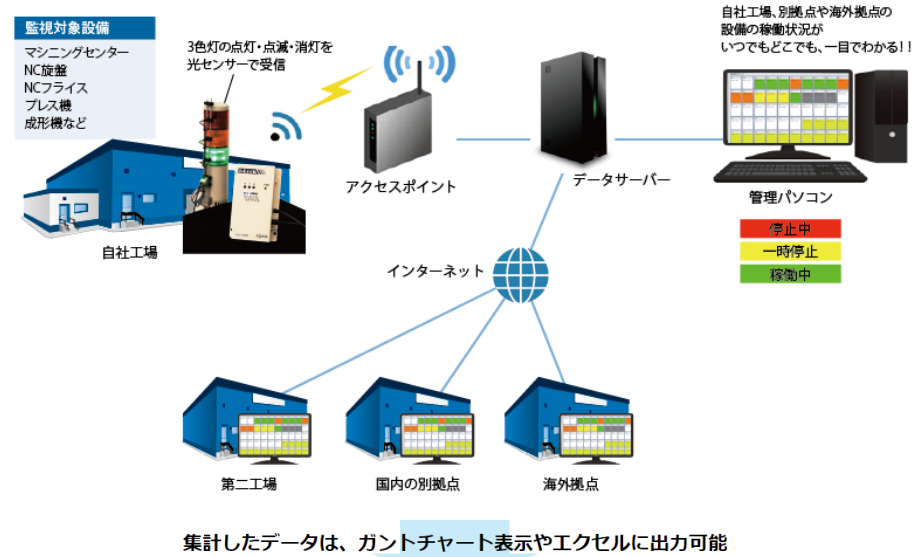 監視対象設備
マシニングセンター
NC旋盤
NCフライス
プレス機
成形機など
3色灯の点灯・点滅・消灯を
光センサーで受信
自社工場、別拠点や海外拠点の
設備の稼働状況が
いつでもどこでも、一目でわかる！！
自社工場
アクセスポイント
データサーバー
管理パソコン
停止中
一時停止
稼働中
インターネット
第二工場
国内の別拠点
海外拠点
集計したデータは、ガントチャート表示やエクセルに出力可能